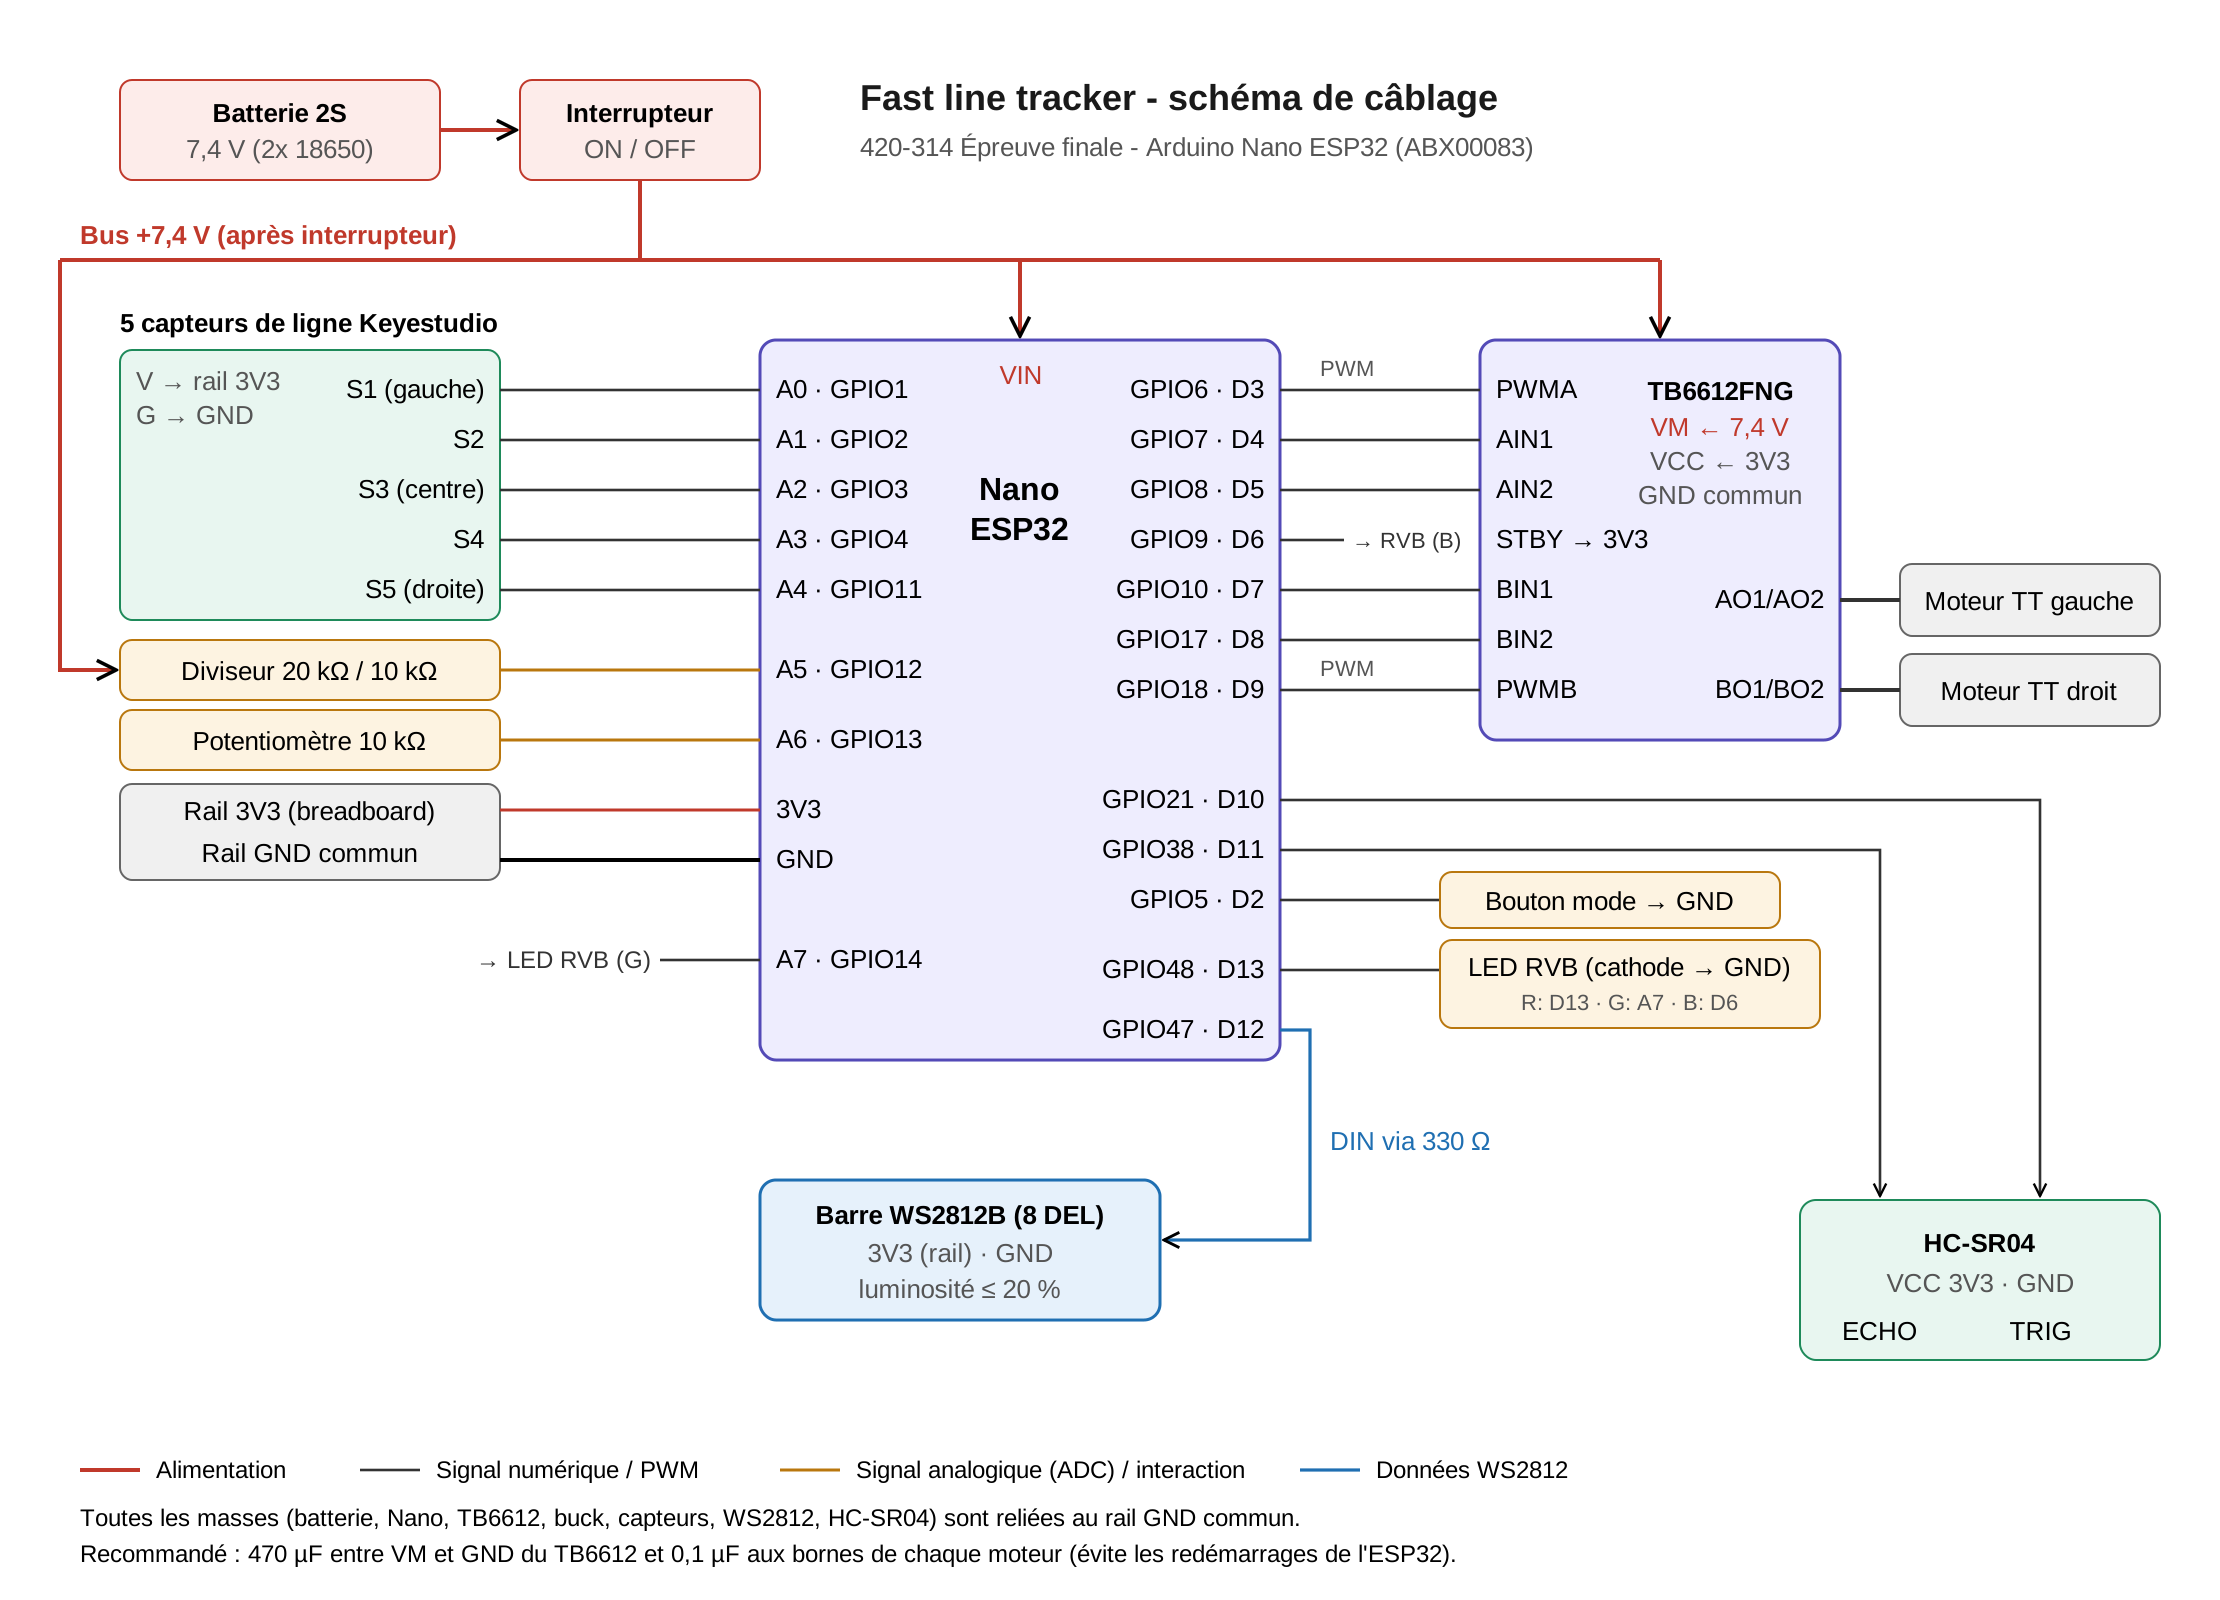 Batterie 2S
7,4 V (2x 18650)
Interrupteur
ON / OFF
Fast line tracker - schéma de câblage
420-314 Épreuve finale - Arduino Nano ESP32 (ABX00083)
Bus +7,4 V (après interrupteur)
5 capteurs de ligne Keyestudio
V → rail 3V3
G → GND
S1 (gauche)
S2
S3 (centre)
S4
S5 (droite)
Diviseur 20 kΩ / 10 kΩ
Potentiomètre 10 kΩ
Rail 3V3 (breadboard)
Rail GND commun
→ LED RVB (G)
VIN
Nano
ESP32
A0 · GPIO1
A1 · GPIO2
A2 · GPIO3
A3 · GPIO4
A4 · GPIO11
A5 · GPIO12
A6 · GPIO13
3V3
GND
A7 · GPIO14
GPIO6 · D3
GPIO7 · D4
GPIO8 · D5
GPIO9 · D6
GPIO10 · D7
GPIO17 · D8
GPIO18 · D9
GPIO21 · D10
GPIO38 · D11
GPIO5 · D2
GPIO48 · D13
GPIO47 · D12
PWM
→ RVB (B)
PWM
PWMA
AIN1
AIN2
STBY → 3V3
BIN1
BIN2
PWMB
TB6612FNG
VM ← 7,4 V
VCC ← 3V3
GND commun
AO1/AO2
BO1/BO2
Moteur TT gauche
Moteur TT droit
Bouton mode → GND
LED RVB (cathode → GND)
R: D13 · G: A7 · B: D6
DIN via 330 Ω
Barre WS2812B (8 DEL)
3V3 (rail) · GND
luminosité ≤ 20 %
HC-SR04
VCC 3V3 · GND
ECHO
TRIG
Alimentation
Signal numérique / PWM
Signal analogique (ADC) / interaction
Données WS2812
Toutes les masses (batterie, Nano, TB6612, buck, capteurs, WS2812, HC-SR04) sont reliées au rail GND commun.
Recommandé : 470 µF entre VM et GND du TB6612 et 0,1 µF aux bornes de chaque moteur (évite les redémarrages de l'ESP32).